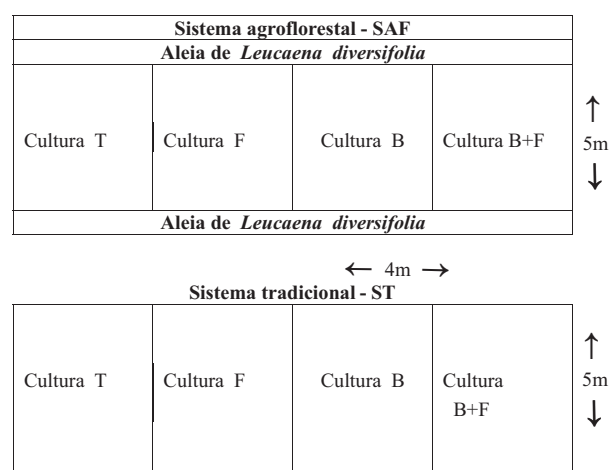 Sistema agroflorestal - SAF
Aleia de Leucaena diversifolia
Cultura T Cultura F Cultura B Cultura B+F
↑
5m
↓
Aleia de Leucaena diversifolia
← 4m →
Sistema tradicional - ST
Cultura T Cultura F Cultura B Cultura
B+F
↑
5m
↓